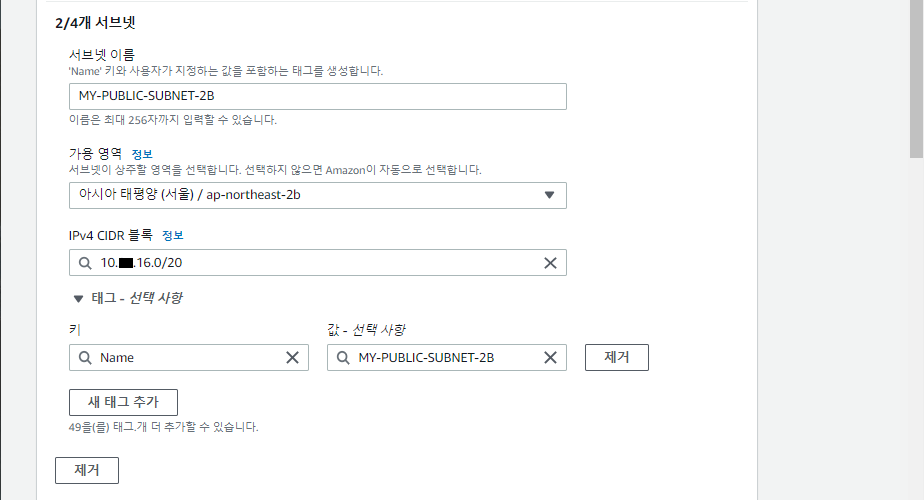 2/4개 서브넷
서브넷 이름
'Name' 키와 사용자가 지정하는 값을 포함하는 태그를 생성합니다.
MY-PUBLIC-SUBNET-2B
이름은 최대 256자까지 입력할 수 있습니다.
가용 영역 정보
서브넷이 상주할 영역을 선택합니다. 선택하지 않으면 Amazon이 자동으로 선택합니다.
아시아 태평양 (서울) / ap-northeast-2b
IPv4 CIDR 블록 정보
10. .16.0/20
태그 - 선택 사항
키 값 - 선택 사항
Name MY-PUBLIC-SUBNET-2B 제거
새 태그 추가
49을(를) 태그.개 더 추가할 수 있습니다.
제거